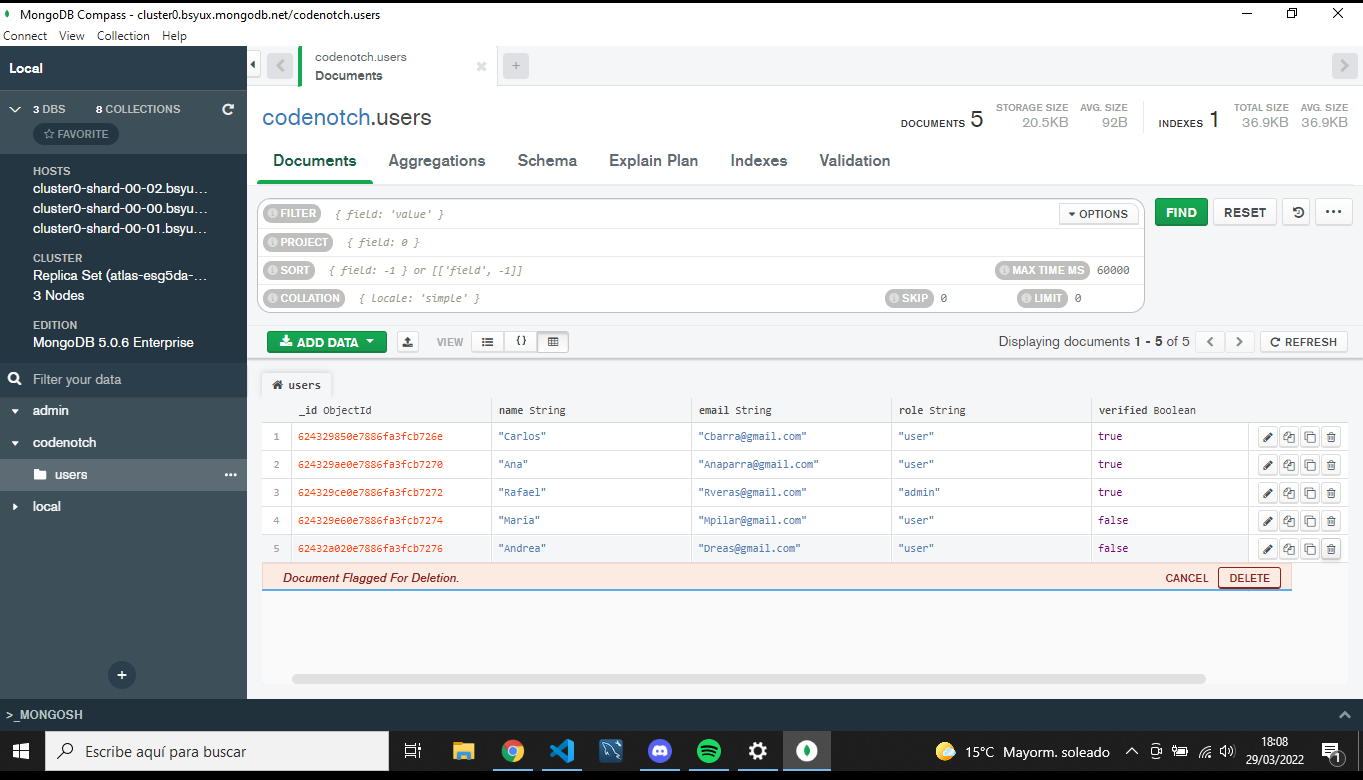 MongoDB Compass - cluster0.bsyux.mongodb.net/codenotch.users
Connect View Collection Help
Local
3 DBS 8 COLLECTIONS
FAVORITE
HOSTS
cluster0-shard-00-02.bsyu...
cluster0-shard-00-00.bsyu...
cluster0-shard-00-01.bsyu...
CLUSTER
Replica Set (atlas-esg5da-...
3 Nodes
EDITION
MongoDB 5.0.6 Enterprise
Filter your data
admin
codenotch
users
local
codenotch.users
Documents
codenotch.users
DOCUMENTS 5 STORAGE SIZE 20.5KB AVG. SIZE 92B INDEXES 1 TOTAL SIZE 36.9KB AVG. SIZE 36.9KB
Documents Aggregations Schema Explain Plan Indexes Validation
FILTER { field: 'value' } OPTIONS FIND RESET
PROJECT { field: 0 }
SORT { field: -1 } or [['field', -1]] MAX TIME MS 60000
COLLATION { locale: 'simple' } SKIP 0 LIMIT 0
ADD DATA VIEW {} Displaying documents 1 - 5 of 5 REFRESH
users
_id ObjectId name String email String role String verified Boolean
1 624329850e7886fa3fcb726e "Carlos" "Cbarra@gmail.com" "user" true
2 624329ae0e7886fa3fcb7270 "Ana" "Anaparra@gmail.com" "user" true
3 624329ce0e7886fa3fcb7272 "Rafael" "Rveras@gmail.com" "admin" true
4 624329e60e7886fa3fcb7274 "Maria" "Mpilar@gmail.com" "user" false
5 62432a020e7886fa3fcb7276 "Andrea" "Dreas@gmail.com" "user" false
Document Flagged For Deletion. CANCEL DELETE
>_MONGOSH
Escribe aquí para buscar
15°C Mayorm. soleado
18:08
29/03/2022
1